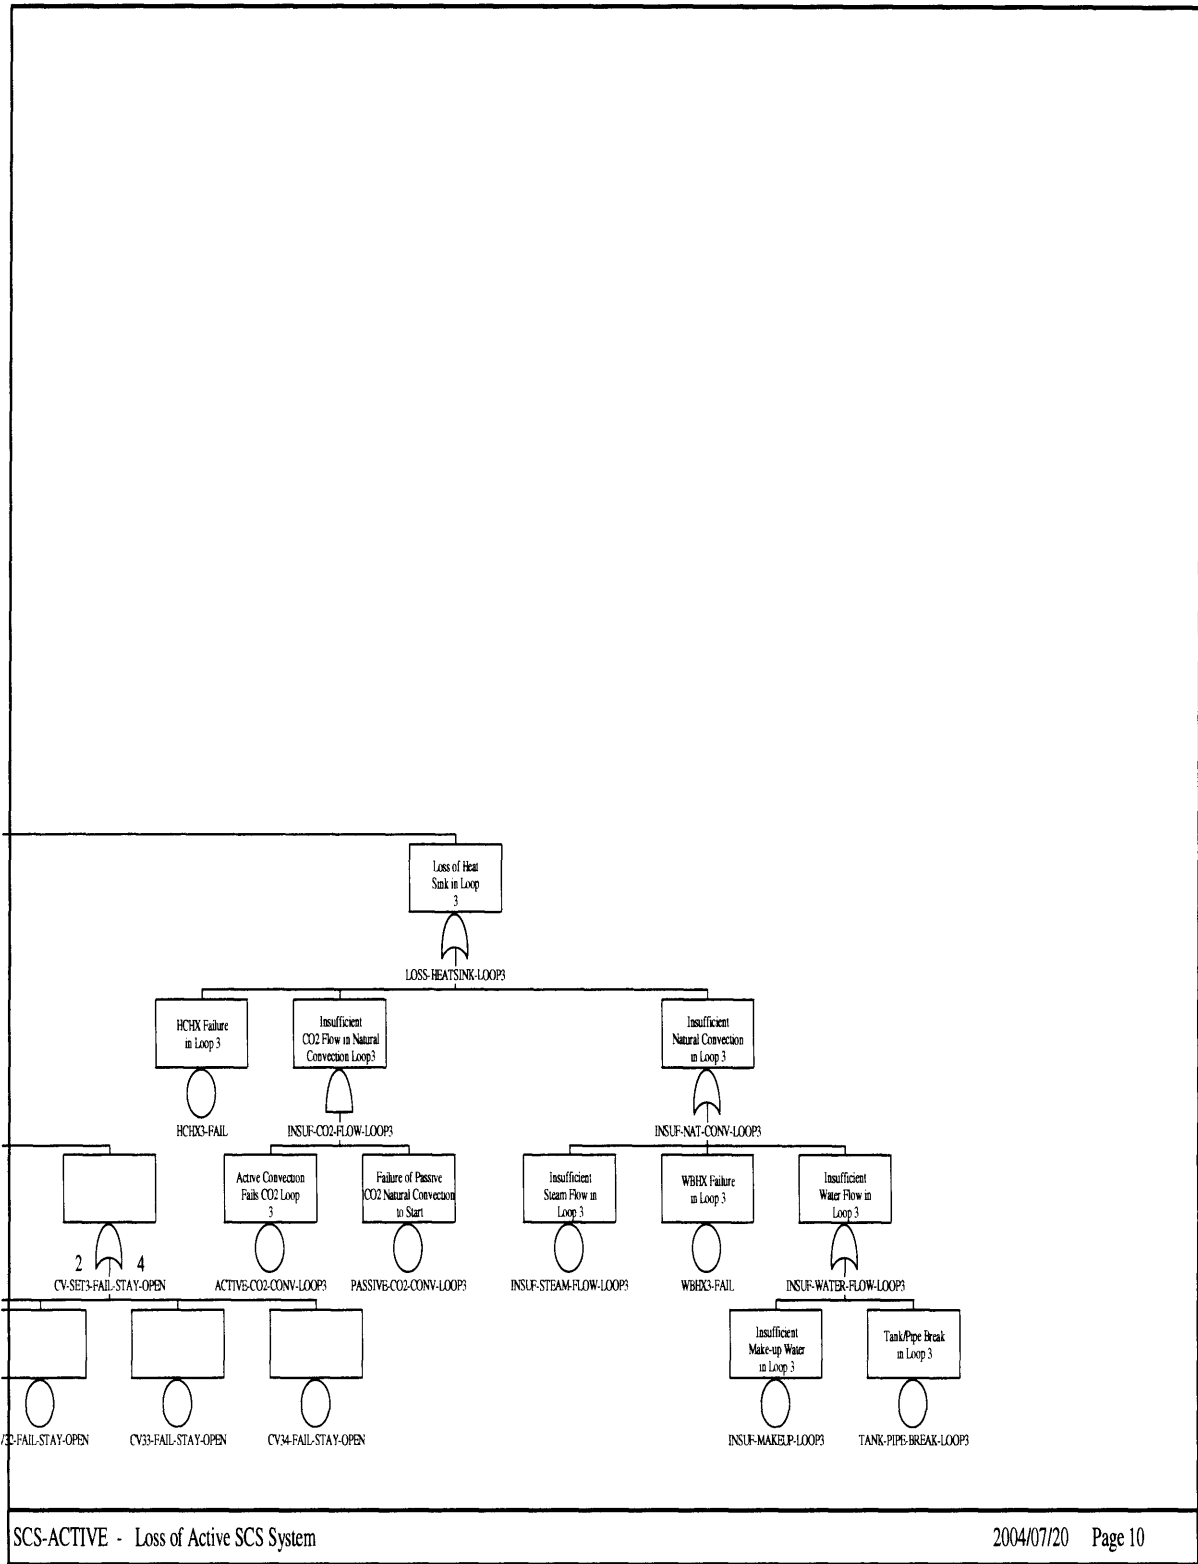 Loss of Heat
Sink in Loop
3
LOSS-HEATSINK-LOOP3
HCHX Failure
in Loop 3
HCHX3-FAIL
Insufficient
CO2 Flow in Natural
Convection Loop3
INSUF-CO2-FLOW-LOOP3
Insufficient
Natural Convection
in Loop 3
INSUF-NAT-CONV-LOOP3
2 4
CV-SET3-FAIL-STAY-OPEN
Active Convection
Fails CO2 Loop
3
ACTIVE-CO2-CONV-LOOP3
Failure of Passive
CO2 Natural Convection
to Start
PASSIVE-CO2-CONV-LOOP3
Insufficient
Steam Flow in
Loop 3
INSUF-STEAM-FLOW-LOOP3
WBHX Failure
in Loop 3
WBHX3-FAIL
Insufficient
Water Flow in
Loop 3
INSUF-WATER-FLOW-LOOP3
CV33-FAIL-STAY-OPEN
CV34-FAIL-STAY-OPEN
Insufficient
Make-up Water
in Loop 3
INSUF-MAKEUP-LOOP3
Tank/Pipe Break
in Loop 3
TANK-PIPE-BREAK-LOOP3
SCS-ACTIVE - Loss of Active SCS System
2004/07/20 Page 10